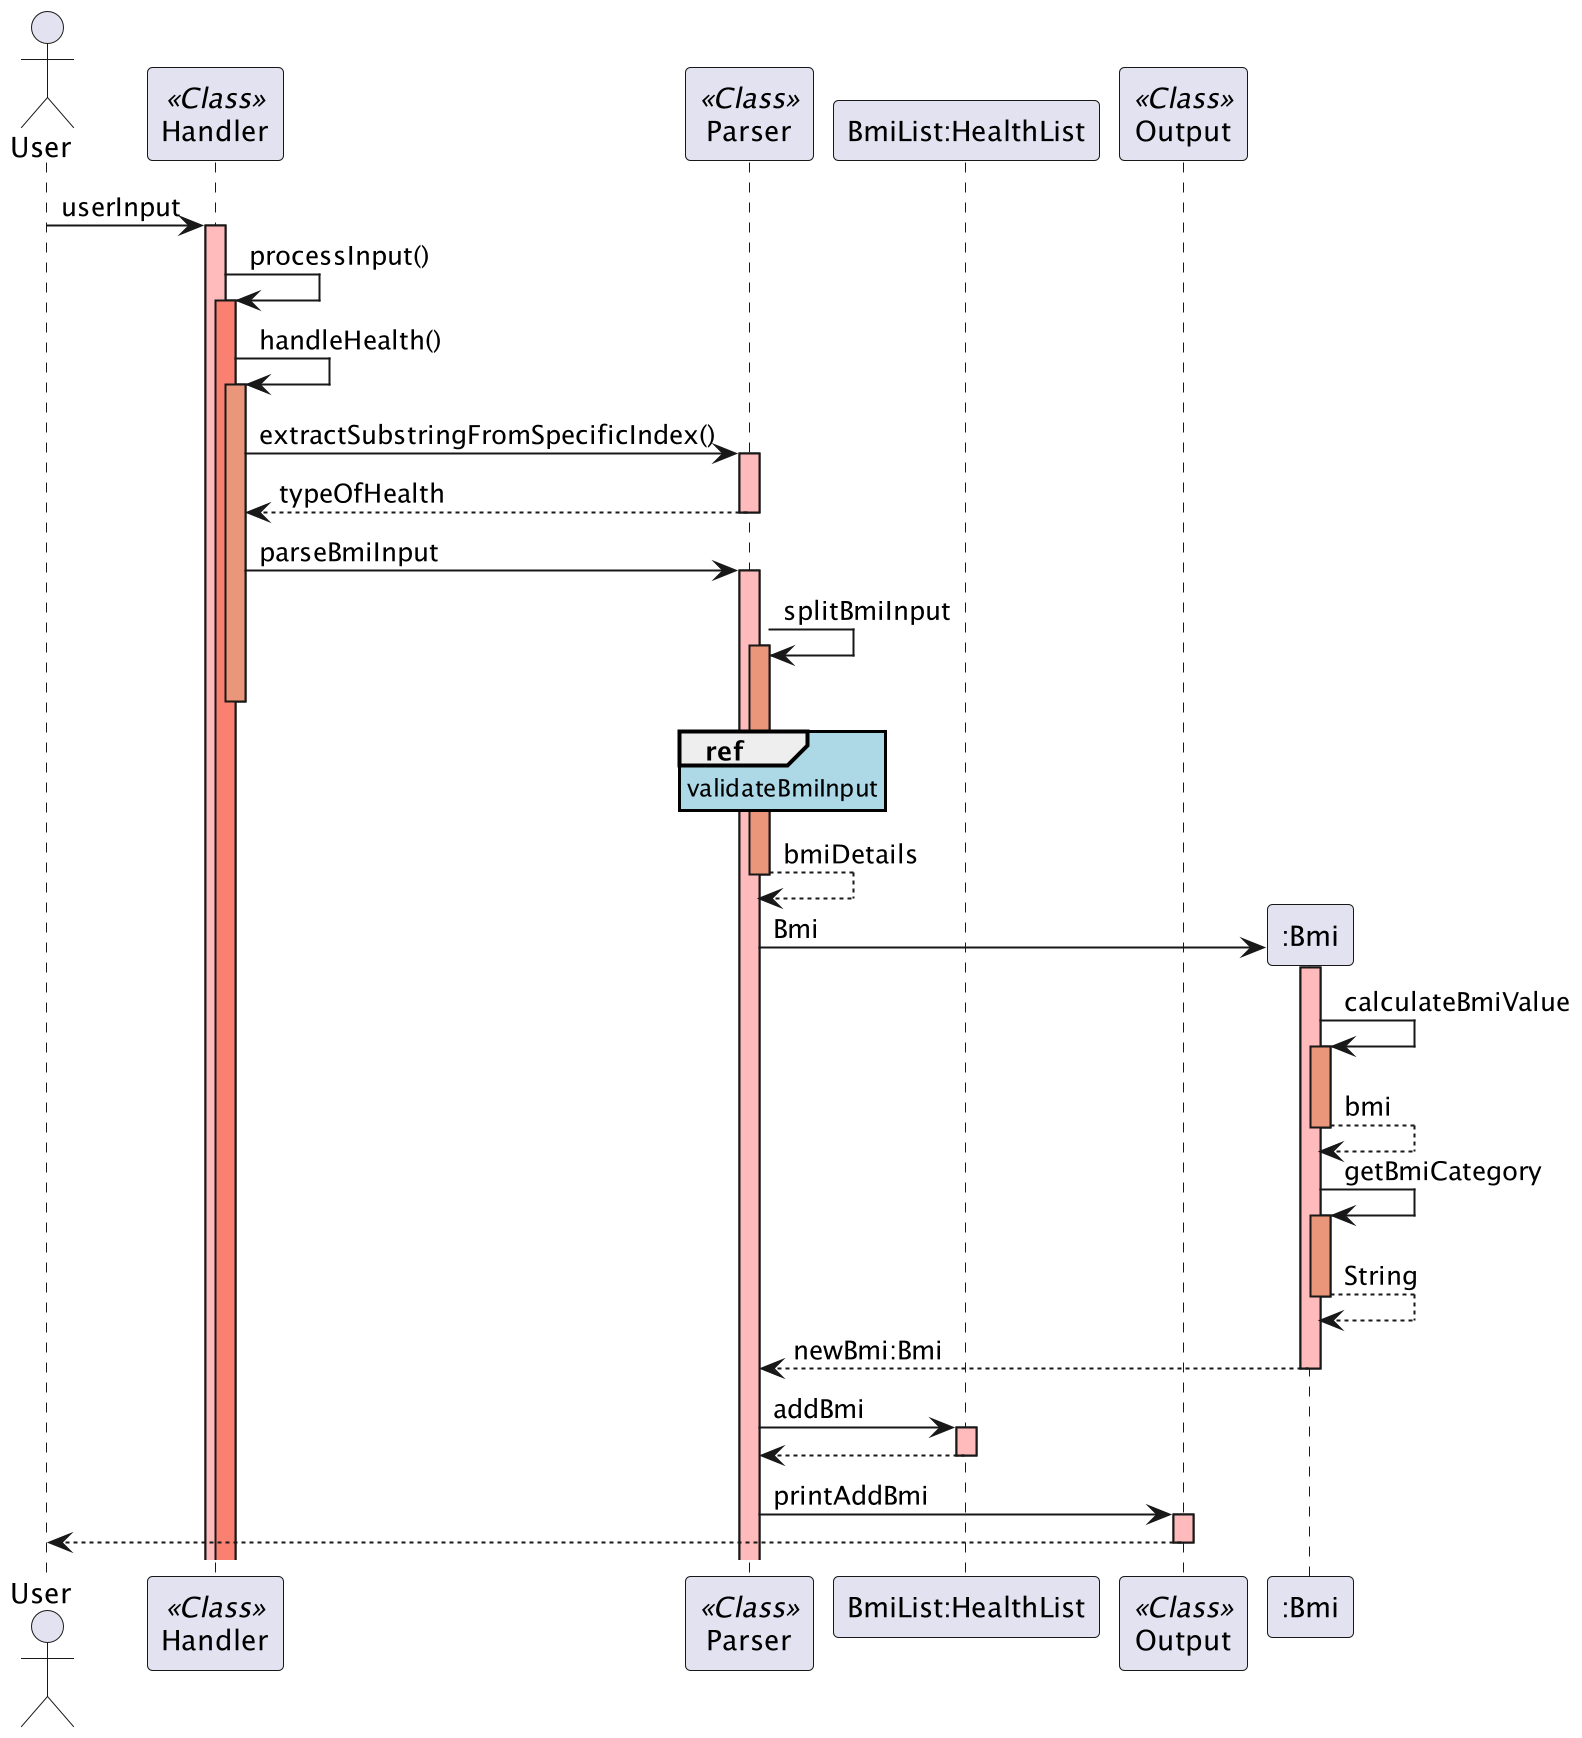 User
«Class»
Handler
«Class»
Parser
BmiList:HealthList
«Class»
Output
userInput
processInput()
handleHealth()
extractSubstringFromSpecificIndex()
typeOfHealth
parseBmiInput
splitBmiInput
ref
validateBmiInput
bmiDetails
Bmi
:Bmi
calculateBmiValue
bmi
getBmiCategory
String
newBmi:Bmi
addBmi
printAddBmi
User
«Class»
Handler
«Class»
Parser
BmiList:HealthList
«Class»
Output
:Bmi